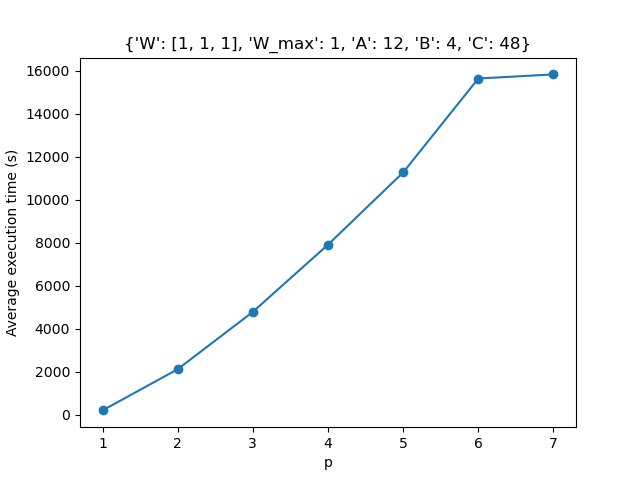 {'W': [1, 1, 1], 'W_max': 1, 'A': 12, 'B': 4, 'C': 48}
16000
14000
12000
10000
8000
6000
4000
2000
0
Average execution time (s)
1 2 3 4 5 6 7
p